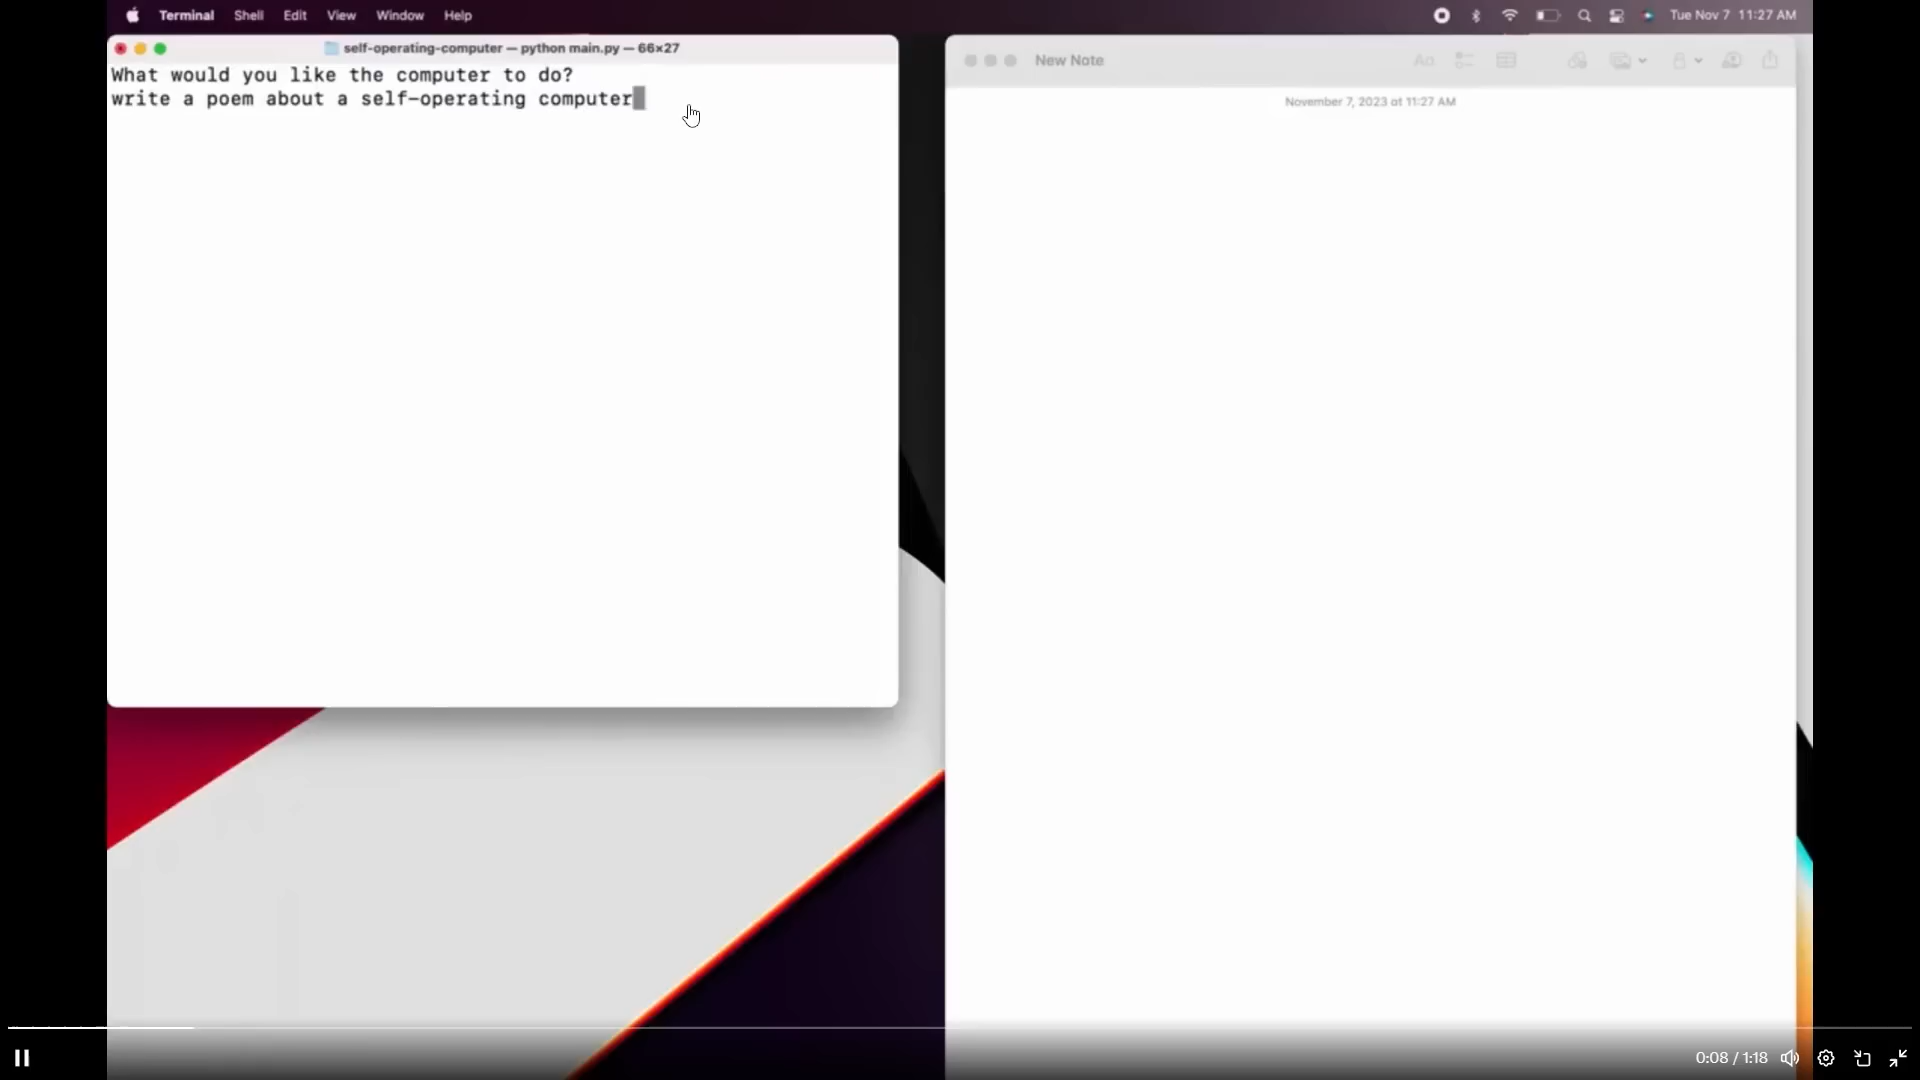 Terminal Shell Edit View Window Help
Tue Nov 7 11:27 AM
self-operating-computer — python main.py — 66×27
What would you like the computer to do?
write a poem about a self-operating computer
New Note
Aa
November 7, 2023 at 11:27 AM
0:08 / 1:18